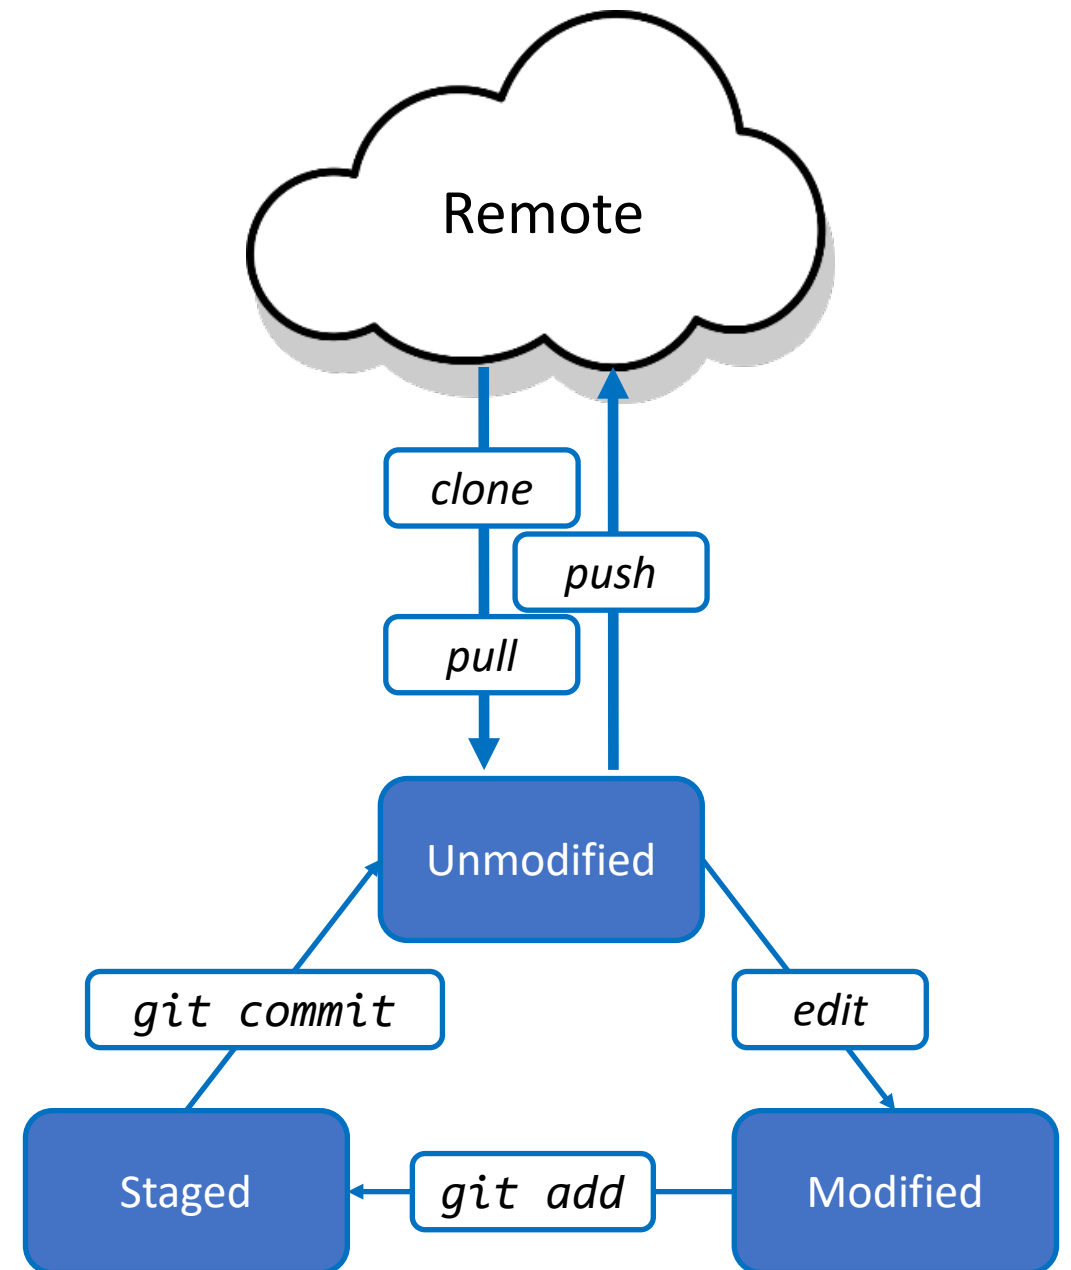 Remote
clone
push
pull
Unmodified
git commit
edit
Staged
git add
Modified